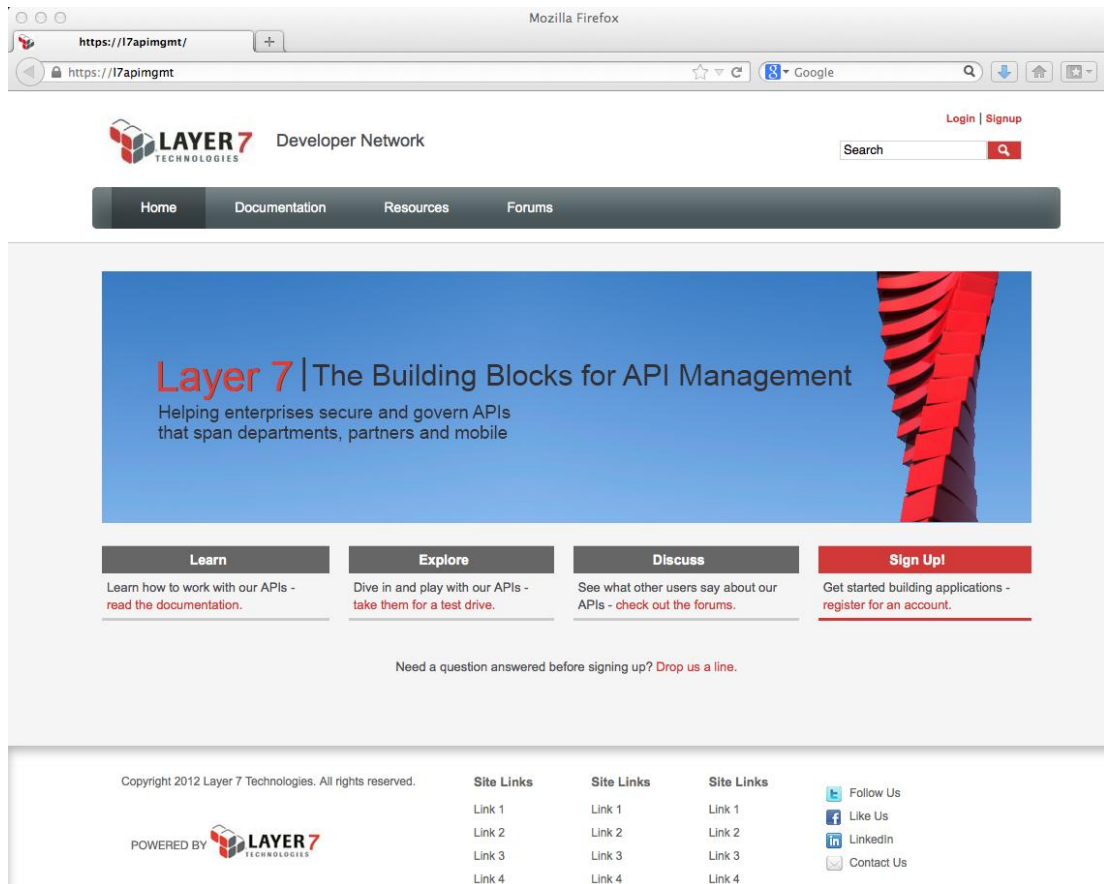 Mozilla Firefox
https://l7apimgmt/
https://l7apimgmt
Google
Login | Signup
LAYER 7
TECHNOLOGIES
Developer Network
Search
Home Documentation Resources Forums
Layer 7 | The Building Blocks for API Management
Helping enterprises secure and govern APIs
that span departments, partners and mobile
Learn
Learn how to work with our APIs -
read the documentation.
Explore
Dive in and play with our APIs -
take them for a test drive.
Discuss
See what other users say about our
APIs - check out the forums.
Sign Up!
Get started building applications -
register for an account.
Need a question answered before signing up? Drop us a line.
Copyright 2012 Layer 7 Technologies. All rights reserved.
POWERED BY LAYER 7
TECHNOLOGIES
Site Links
Link 1
Link 2
Link 3
Link 4
Site Links
Link 1
Link 2
Link 3
Link 4
Site Links
Link 1
Link 2
Link 3
Link 4
Follow Us
Like Us
LinkedIn
Contact Us